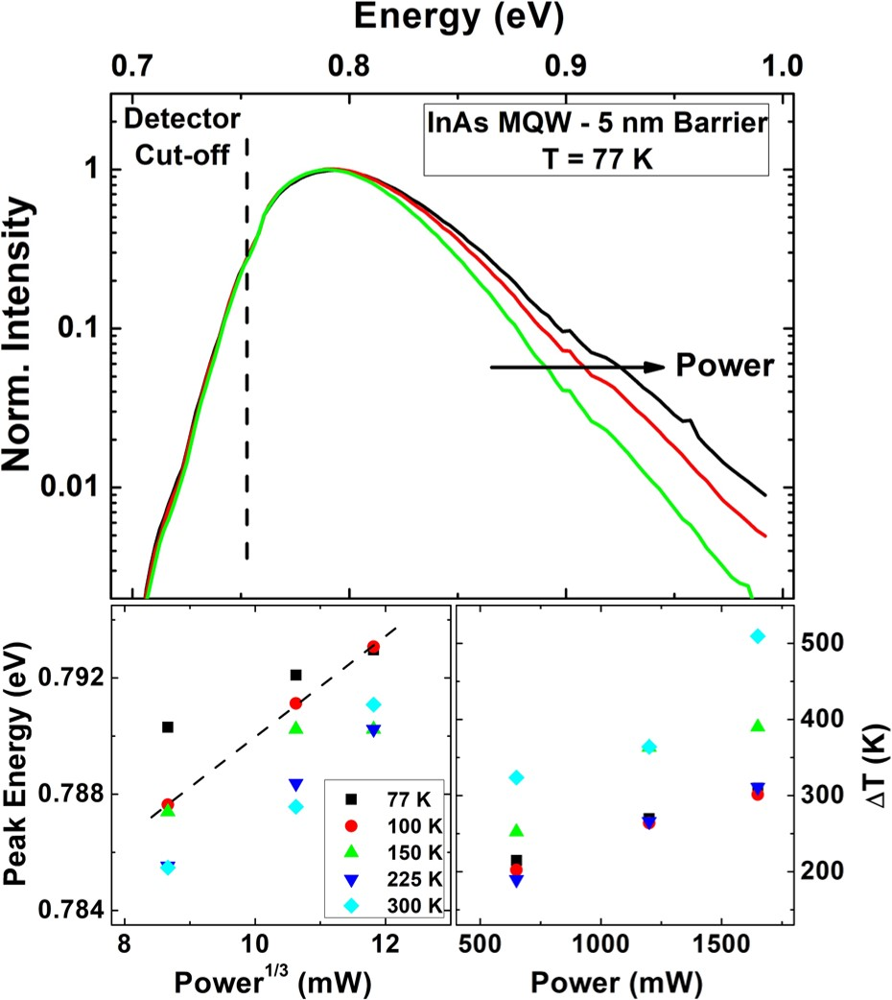 Energy (eV)
0.7 0.8 0.9 1.0
Detector
Cut-off
InAs MQW - 5 nm Barrier
T = 77 K
1
0.1
0.01
Norm. Intensity
Power
Peak Energy (eV)
0.792
0.788
0.784
77 K
100 K
150 K
225 K
300 K
8 10 12
Power1/3 (mW)
500
400
300
200
ΔT (K)
500 1000 1500
Power (mW)